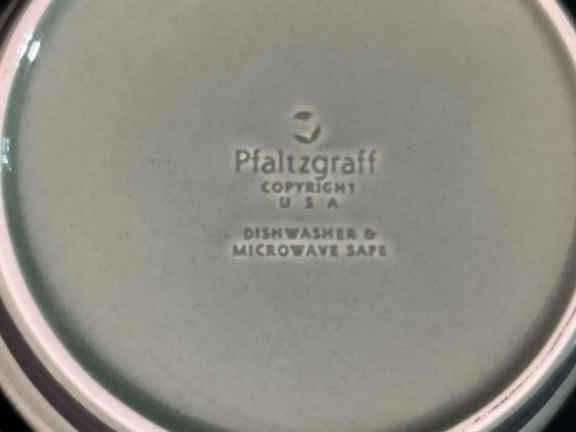 Pfaltzgraff
COPYRIGHT
U S A
DISHWASHER &
MICROWAVE SAFE